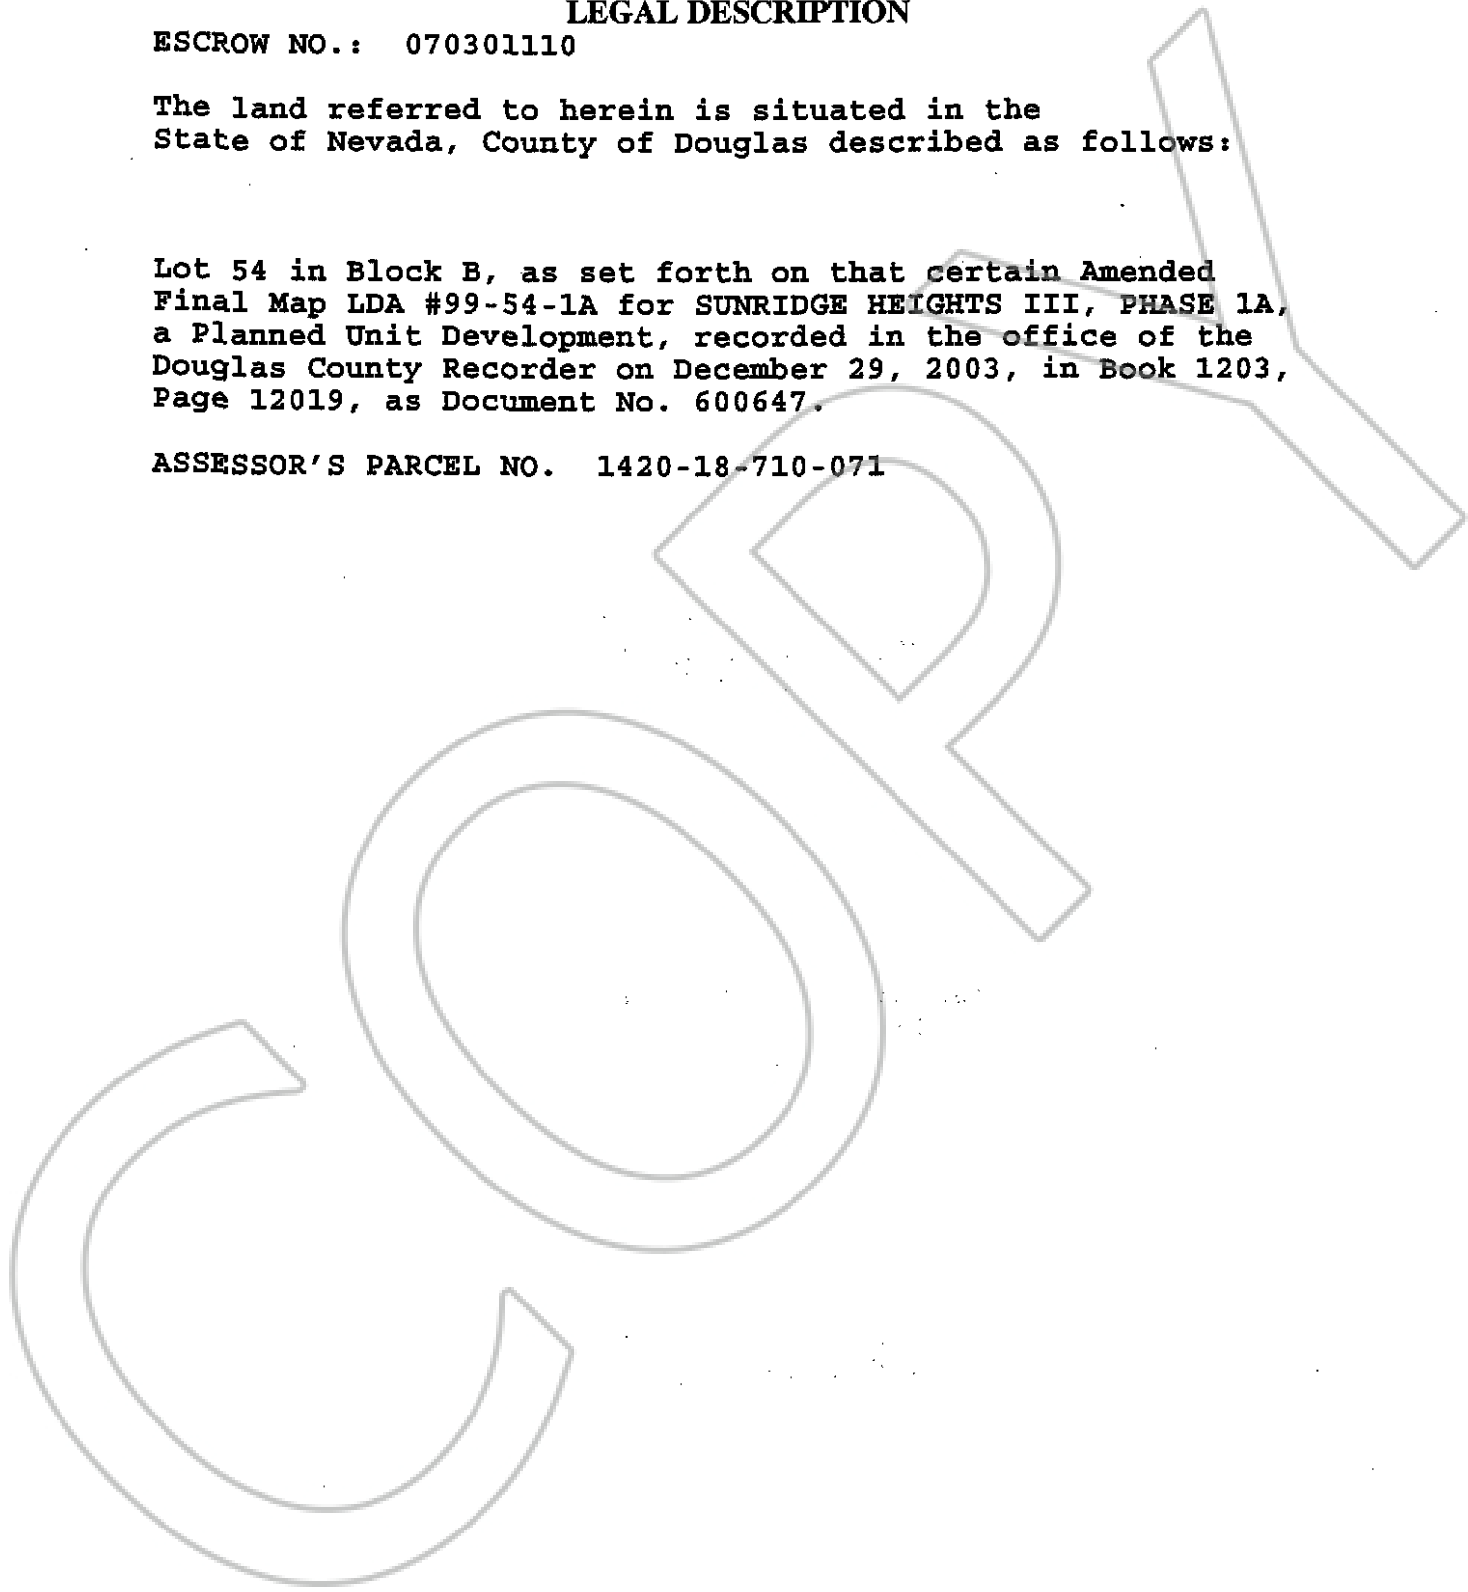 LEGAL DESCRIPTION
ESCROW NO.: 070301110
The land referred to herein is situated in the
State of Nevada, County of Douglas described as follows:
Lot 54 in Block B, as set forth on that certain Amended
Final Map LDA #99-54-1A for SUNRIDGE HEIGHTS III, PHASE 1A,
a Planned Unit Development, recorded in the office of the
Douglas County Recorder on December 29, 2003, in Book 1203,
Page 12019, as Document No. 600647.
ASSESSOR'S PARCEL NO. 1420-18-710-071
COPY